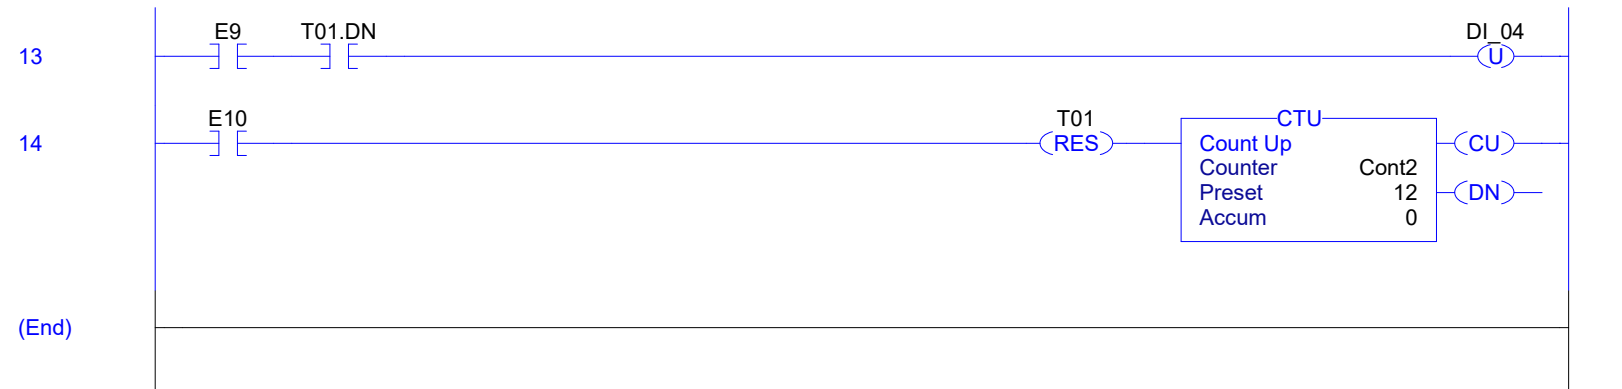 E9 T01.DN DI_04
13 U
E10 T01 CTU
14 RES Count Up CU
Counter Cont2
Preset 12 DN
Accum 0
(End)